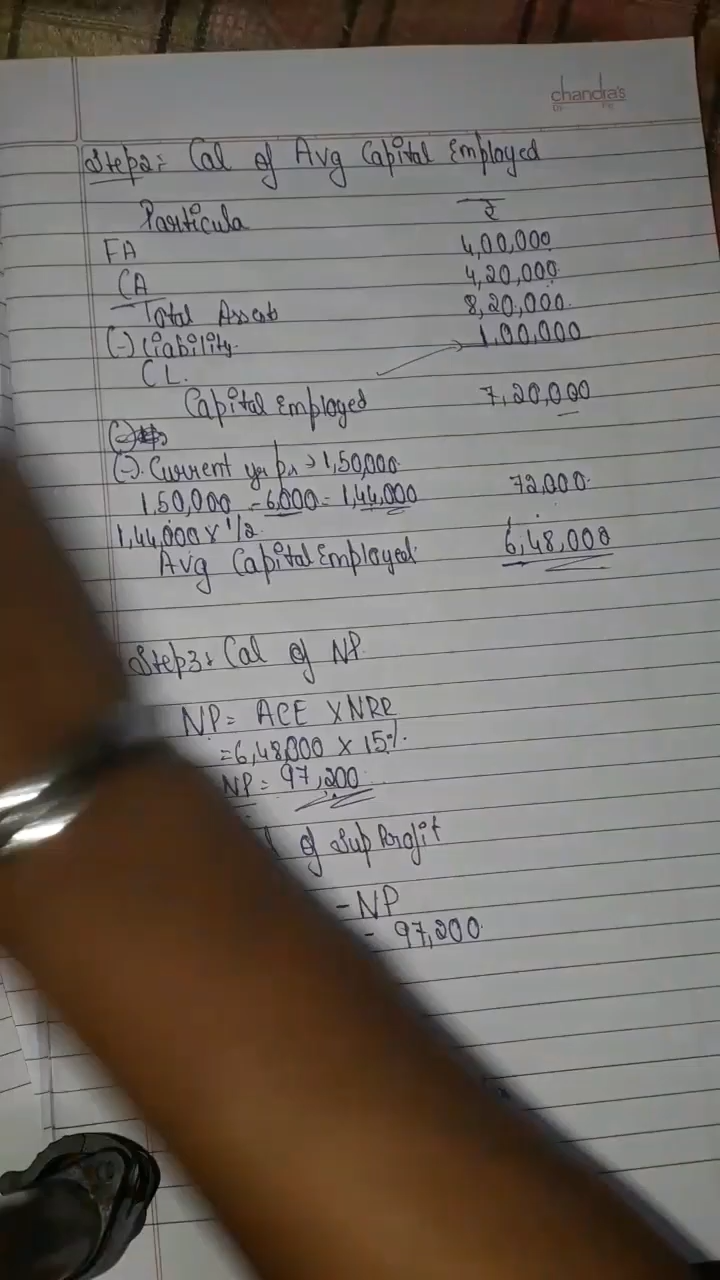 chandra's
Step2: Cal of Avg Capital Employed
Particula ₹
FA 4,00,000
CA 4,20,000
Total Assets 8,20,000
(-) Liability
CL. 1,00,000
Capital Employed 7,20,000
(-)
(-) Current yr pr → 1,50,000
1,50,000 - 6,000 = 1,44,000 72,000
1,44,000 x 1/2
Avg Capital Employed 6,48,000
Step3: Cal of NP
NP = ACE X NRR
= 6,48,000 x 15%
NP = 97,200
of Sup Profit
- NP
- 97,200